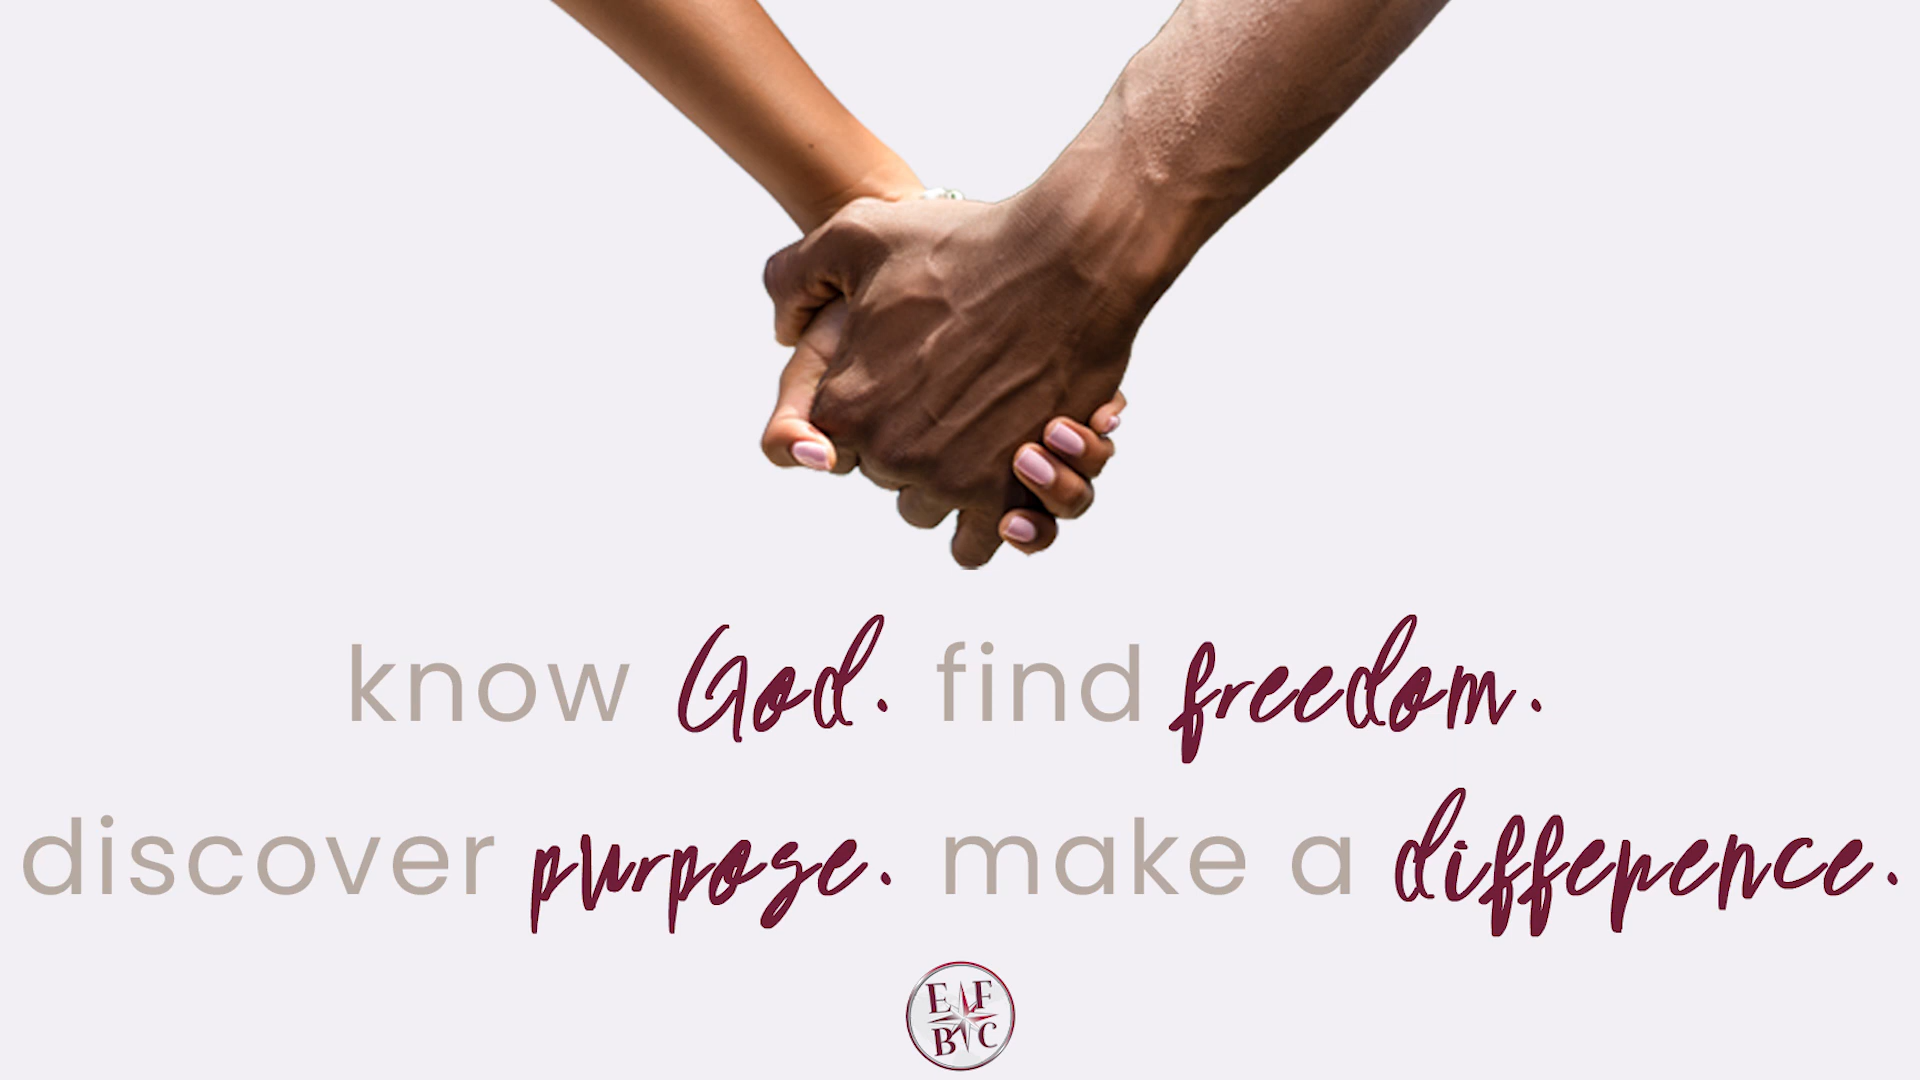 know God. find freedom.
discover purpose. make a difference.
E F
B C